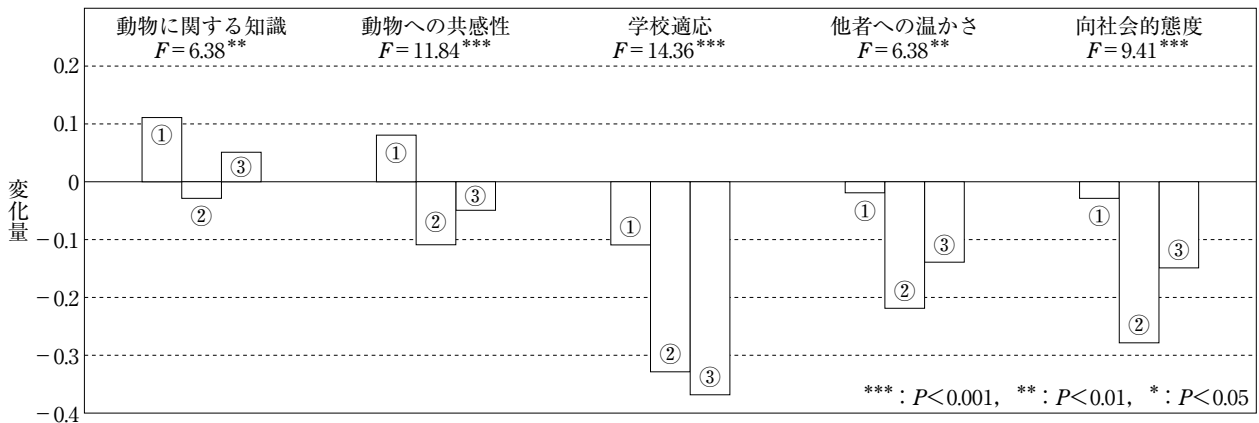 動物に関する知識 動物への共感性 学校適応 他者への温かさ 向社会的態度
F=6.38** F=11.84*** F=14.36*** F=6.38** F=9.41***
0.2
0.1
0
-0.1
-0.2
-0.3
-0.4
変化量
① ② ③
① ② ③
① ② ③
① ② ③
① ② ③
***:P<0.001, **:P<0.01, *:P<0.05